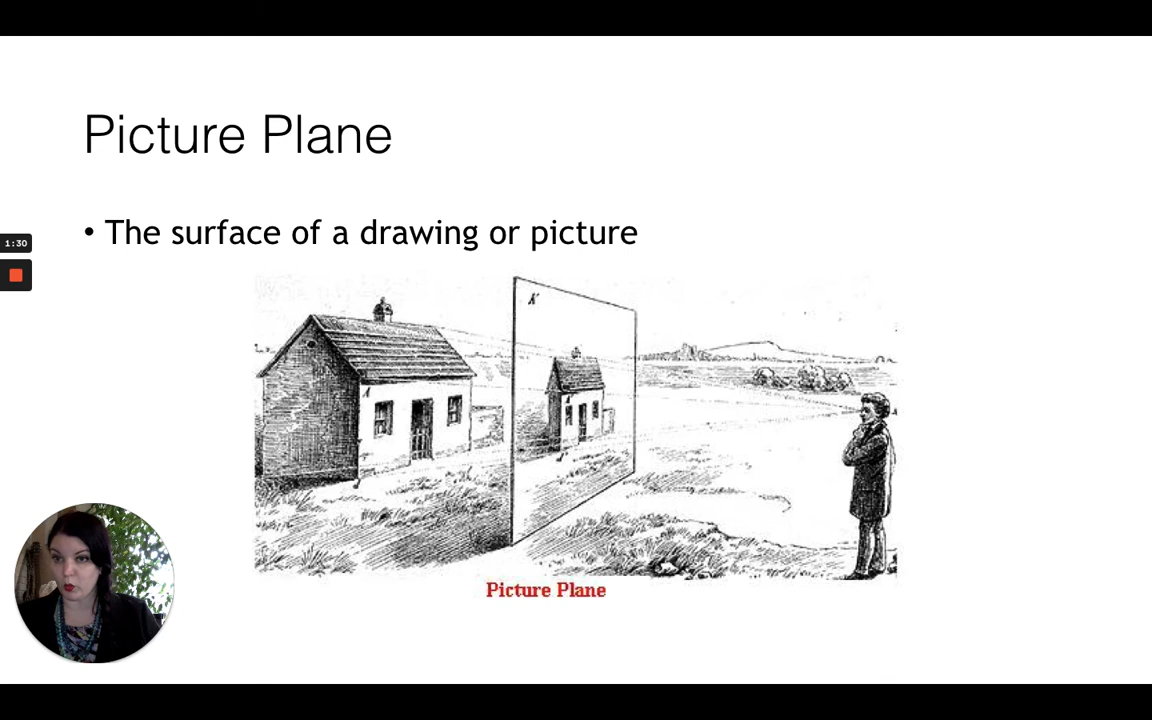 Picture Plane
• The surface of a drawing or picture
1:30
Picture Plane